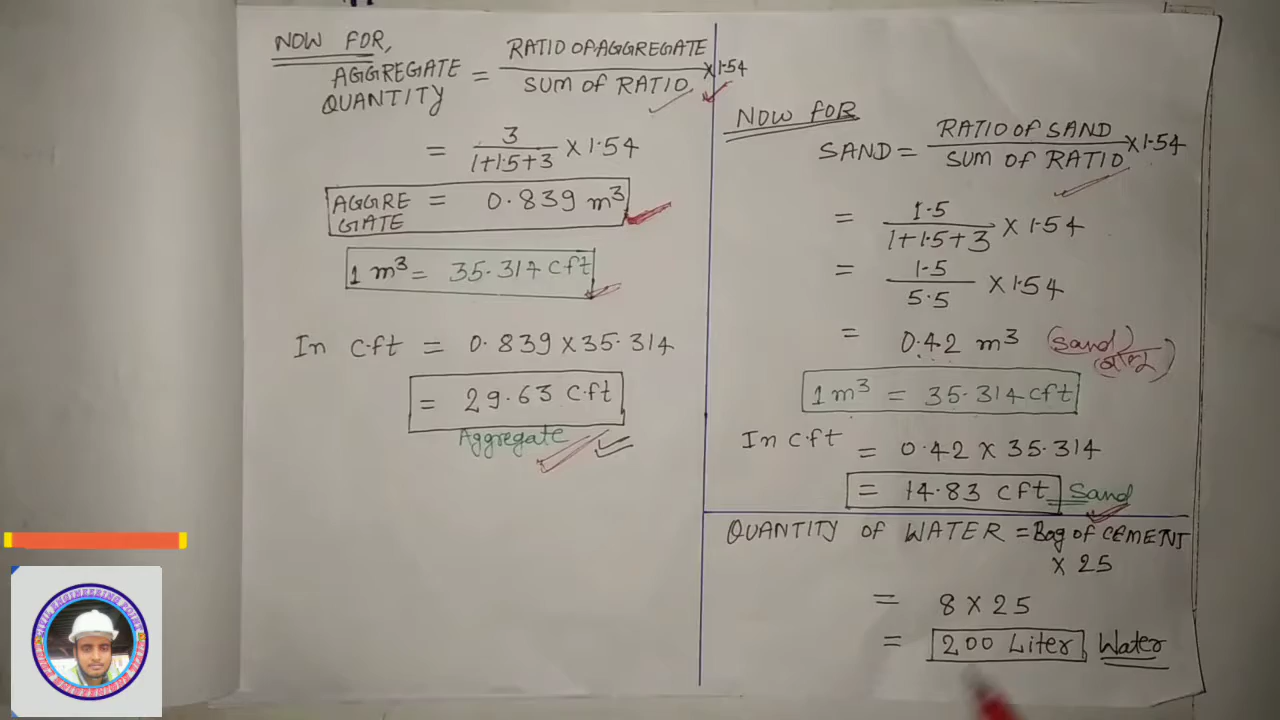 NOW FOR,
AGGREGATE QUANTITY = RATIO OF AGGREGATE / SUM OF RATIO × 1.54
= 3 / 1+1.5+3 × 1.54
AGGREGATE = 0.839 m³
1 m³ = 35.314 cft
In c.ft = 0.839 × 35.314
= 29.63 c.ft
Aggregate
NOW FOR
SAND = RATIO OF SAND / SUM OF RATIO × 1.54
= 1.5 / 1+1.5+3 × 1.54
= 1.5 / 5.5 × 1.54
= 0.42 m³ (Sand)
1 m³ = 35.314 cft
In c.ft = 0.42 × 35.314
= 14.83 cft Sand
QUANTITY OF WATER = Bag OF CEMENT
× 25
= 8 × 25
= 200 Liter Water
CIVIL ENGINEERING POINT